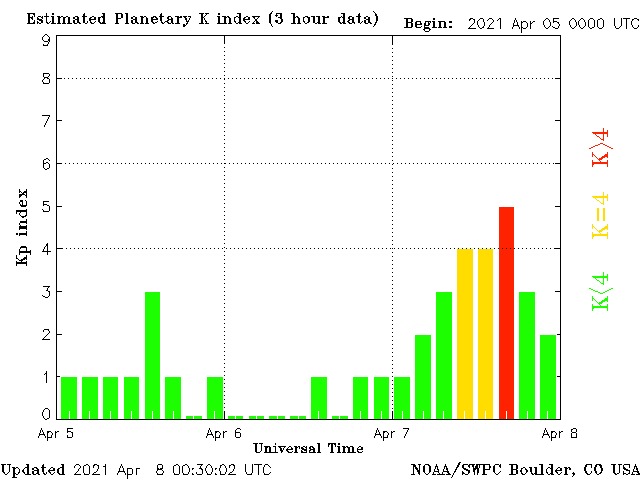 Estimated Planetary K index (3 hour data) Begin: 2021 Apr 05 0000 UTC
9
8
7
6
5
4
3
2
1
0
Kp index
K>4
K=4
K<4
Apr 5 Apr 6 Apr 7 Apr 8
Universal Time
Updated 2021 Apr 8 00:30:02 UTC NOAA/SWPC Boulder, CO USA